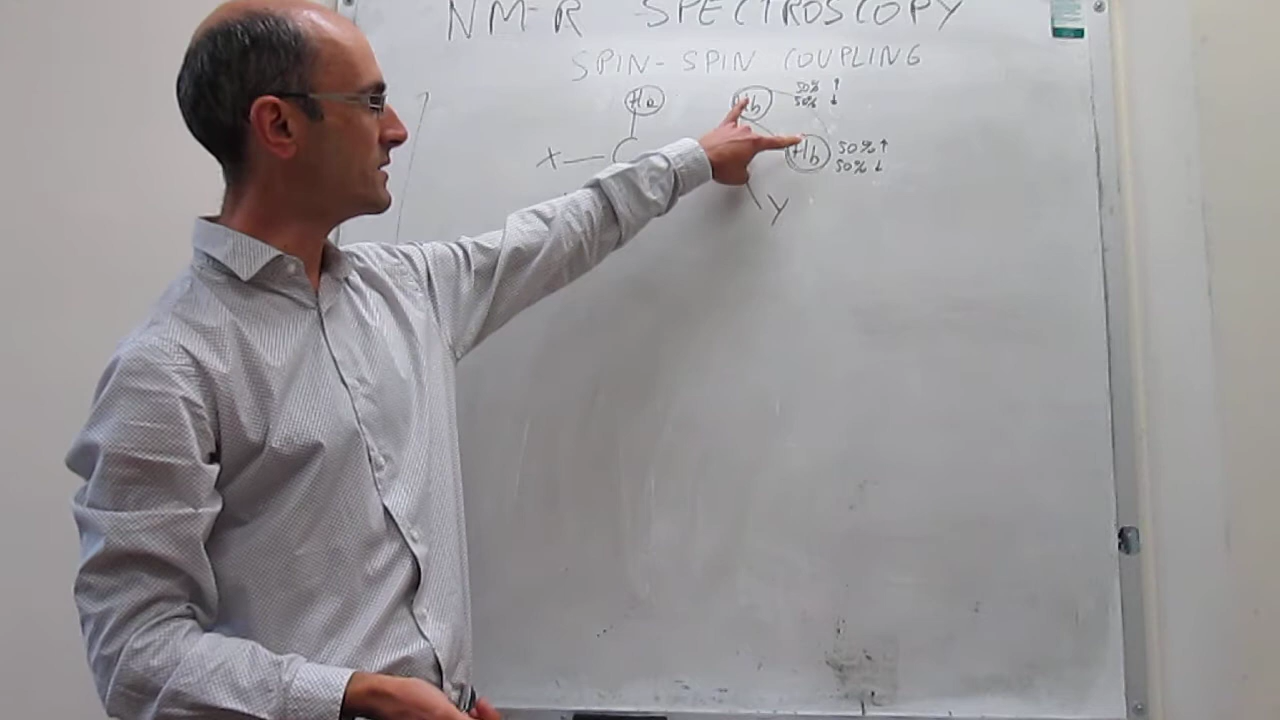 NMR SPECTROSCOPY
SPIN-SPIN COUPLING
Ha Hb 50% ↑
50% ↓
X C Hb 50% ↑
50% ↓
Y